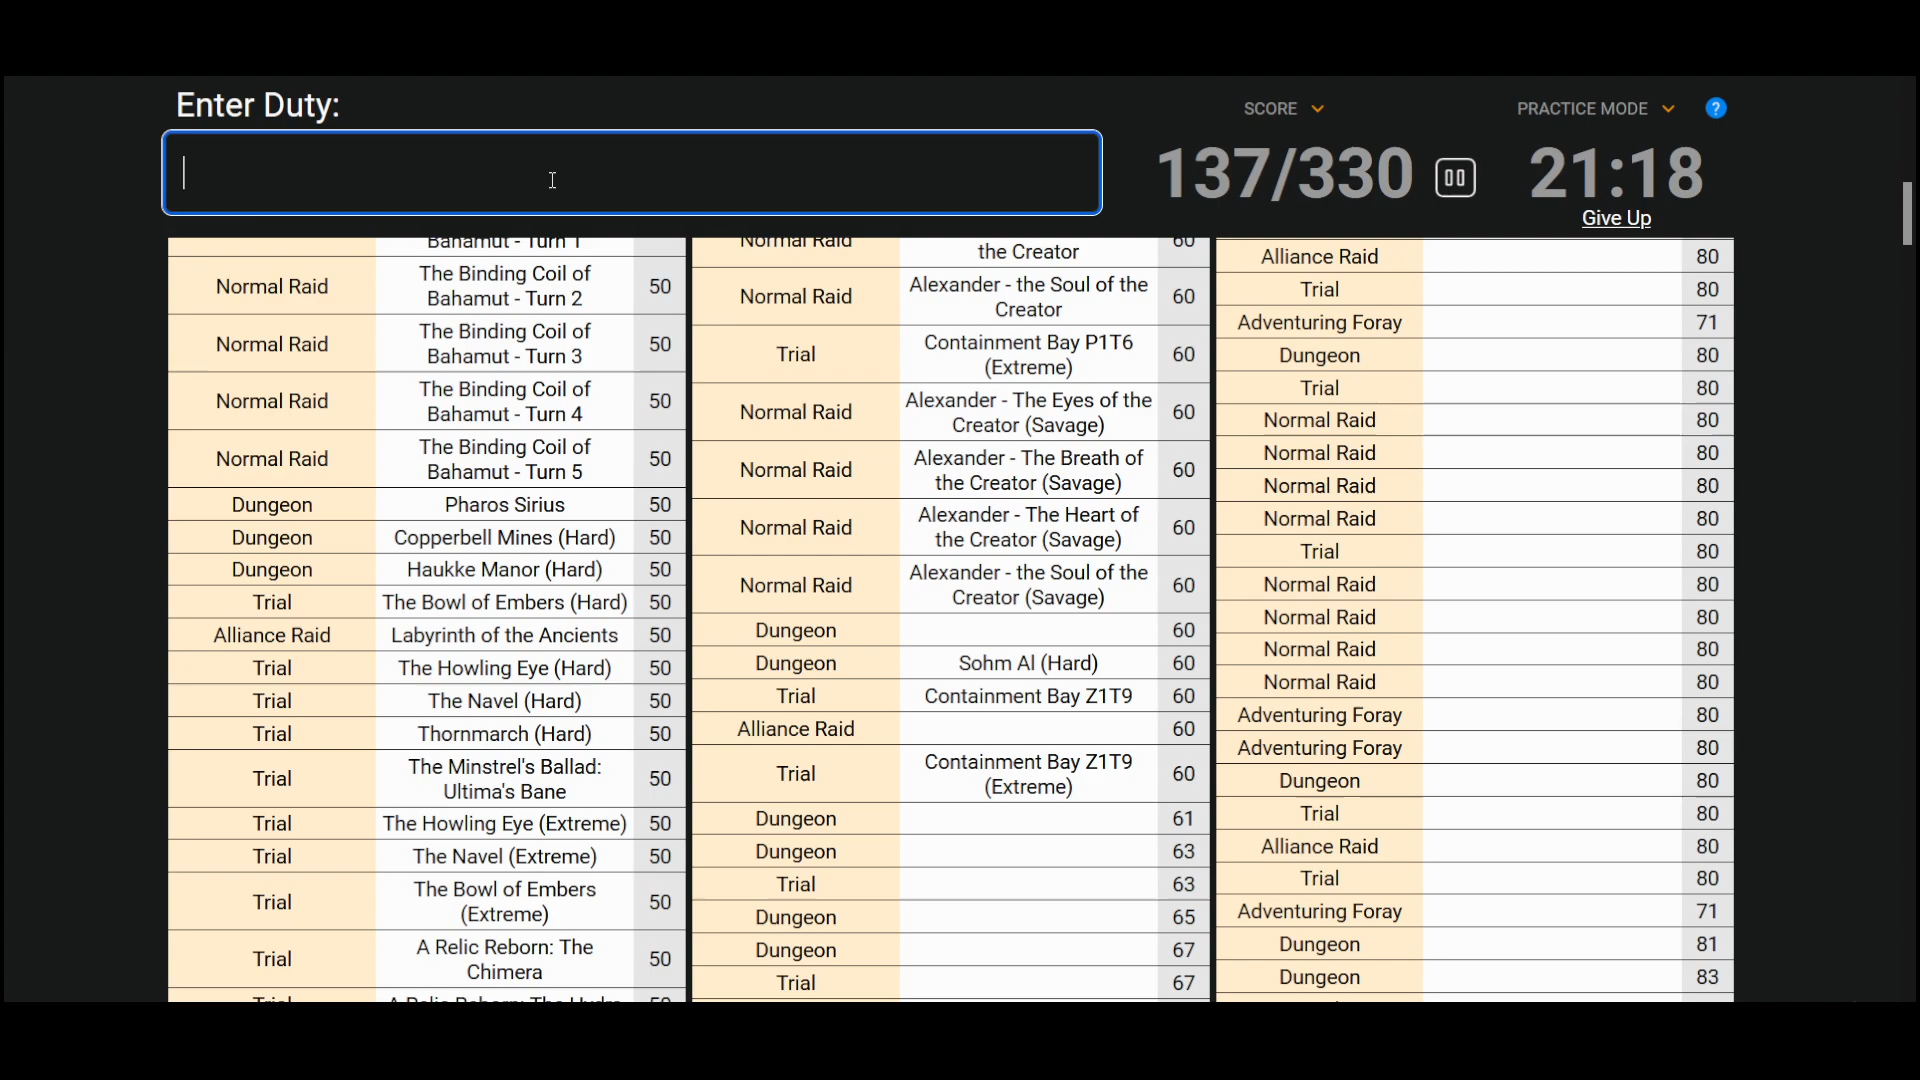 Enter Duty:
SCORE
PRACTICE MODE
?
137/330
21:18
Give Up
Bahamut - Turn 1
Normal Raid
The Binding Coil of
Bahamut - Turn 2
50
Normal Raid
The Binding Coil of
Bahamut - Turn 3
50
Normal Raid
The Binding Coil of
Bahamut - Turn 4
50
Normal Raid
The Binding Coil of
Bahamut - Turn 5
50
Dungeon
Pharos Sirius
50
Dungeon
Copperbell Mines (Hard)
50
Dungeon
Haukke Manor (Hard)
50
Trial
The Bowl of Embers (Hard)
50
Alliance Raid
Labyrinth of the Ancients
50
Trial
The Howling Eye (Hard)
50
Trial
The Navel (Hard)
50
Trial
Thornmarch (Hard)
50
Trial
The Minstrel's Ballad:
Ultima's Bane
50
Trial
The Howling Eye (Extreme)
50
Trial
The Navel (Extreme)
50
Trial
The Bowl of Embers
(Extreme)
50
Trial
A Relic Reborn: The
Chimera
50
Trial
A Relic Reborn: The Hydra
50
Normal Raid
the Creator
60
Normal Raid
Alexander - the Soul of the
Creator
60
Trial
Containment Bay P1T6
(Extreme)
60
Normal Raid
Alexander - The Eyes of the
Creator (Savage)
60
Normal Raid
Alexander - The Breath of
the Creator (Savage)
60
Normal Raid
Alexander - The Heart of
the Creator (Savage)
60
Normal Raid
Alexander - the Soul of the
Creator (Savage)
60
Dungeon
60
Dungeon
Sohm Al (Hard)
60
Trial
Containment Bay Z1T9
60
Alliance Raid
60
Trial
Containment Bay Z1T9
(Extreme)
60
Dungeon
61
Dungeon
63
Trial
63
Dungeon
65
Dungeon
67
Trial
67
Alliance Raid
80
Trial
80
Adventuring Foray
71
Dungeon
80
Trial
80
Normal Raid
80
Normal Raid
80
Normal Raid
80
Normal Raid
80
Trial
80
Normal Raid
80
Normal Raid
80
Normal Raid
80
Normal Raid
80
Adventuring Foray
80
Adventuring Foray
80
Dungeon
80
Trial
80
Alliance Raid
80
Trial
80
Adventuring Foray
71
Dungeon
81
Dungeon
83